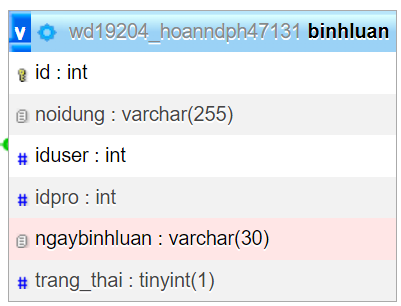 v wd19204_hoanndph47131 binhluan
id : int
noidung : varchar(255)
# iduser : int
# idpro : int
ngaybinhluan : varchar(30)
# trang_thai : tinyint(1)